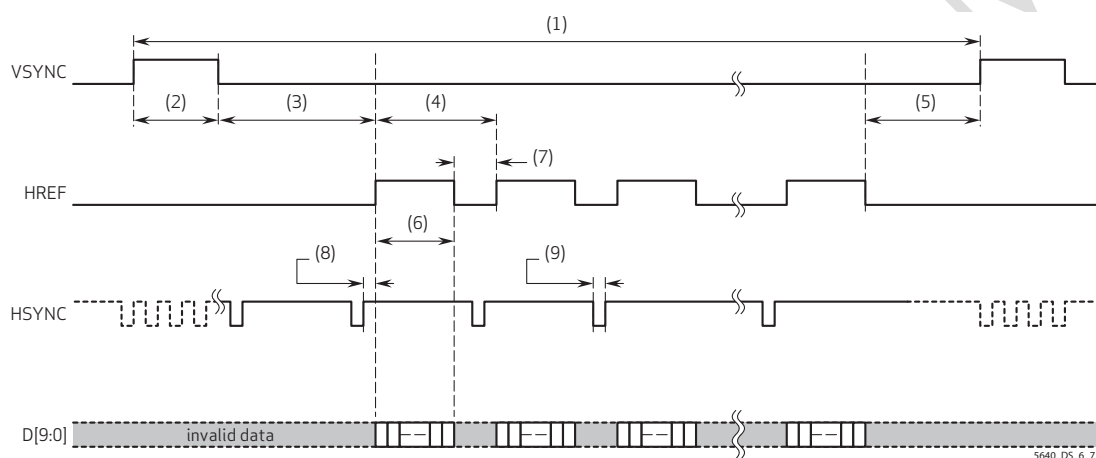 (1)
VSYNC
(2)
(3)
(4)
(5)
(7)
HREF
(6)
(8)
(9)
HSYNC
D[9:0]
invalid data
5640_DS_6_7